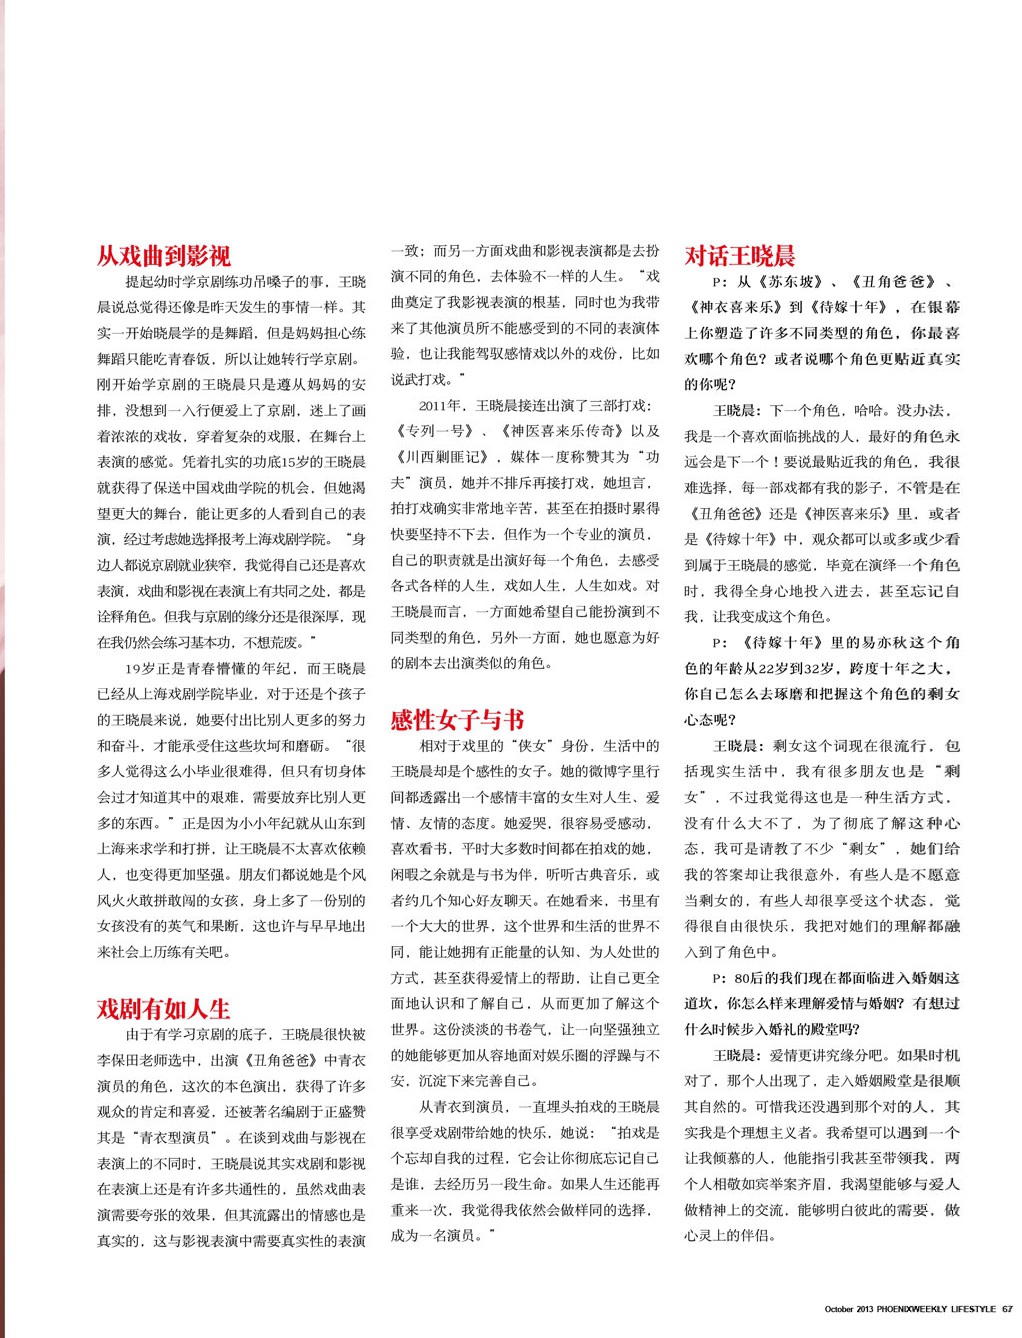 从戏曲到影视
提起幼时学京剧练功吊嗓子的事，王晓
晨说总觉得还像是昨天发生的事情一样。其
实一开始晓晨学的是舞蹈，但是妈妈担心练
舞蹈只能吃青春饭，所以让她转行学京剧。
刚开始学京剧的王晓晨只是遵从妈妈的安
排，没想到一入行便爱上了京剧，迷上了画
着浓浓的戏妆，穿着复杂的戏服，在舞台上
表演的感觉。凭着扎实的功底15岁的王晓晨
就获得了保送中国戏曲学院的机会，但她渴
望更大的舞台，能让更多的人看到自己的表
演，经过考虑她选择报考上海戏剧学院。“身
边人都说京剧就业狭窄，我觉得自己还是喜欢
表演，戏曲和影视在表演上有共同之处，都是
诠释角色。但我与京剧的缘分还是很深厚，现
在我仍然会练习基本功，不想荒废。”
19岁正是青春懵懂的年纪，而王晓晨
已经从上海戏剧学院毕业，对于还是个孩子
的王晓晨来说，她要付出比别人更多的努力
和奋斗，才能承受住这些坎坷和磨砺。“很
多人觉得这么小毕业很难得，但只有切身体
会过才知道其中的艰难，需要放弃比别人更
多的东西。”正是因为小小年纪就从山东到
上海来求学和打拼，让王晓晨不太喜欢依赖
人，也变得更加坚强。朋友们都说她是个风
风火火敢拼敢闯的女孩，身上多了一份别的
女孩没有的英气和果断，这也许与早早地出
来社会上历练有关吧。
戏剧有如人生
由于有学习京剧的底子，王晓晨很快被
李保田老师选中，出演《丑角爸爸》中青衣
演员的角色，这次的本色演出，获得了许多
观众的肯定和喜爱，还被著名编剧于正盛赞
其是“青衣型演员”。在谈到戏曲与影视在
表演上的不同时，王晓晨说其实戏剧和影视
在表演上还是有许多共通性的，虽然戏曲表
演需要夸张的效果，但其流露出的情感也是
真实的，这与影视表演中需要真实性的表演
一致；而另一方面戏曲和影视表演都是去扮
演不同的角色，去体验不一样的人生。“戏
曲奠定了我影视表演的根基，同时也为我带
来了其他演员所不能感受到的不同的表演体
验，也让我能驾驭感情戏以外的戏份，比如
说武打戏。”
2011年，王晓晨接连出演了三部打戏：
《专列一号》、《神医喜来乐传奇》以及
《川西剿匪记》，媒体一度称赞其为“功
夫”演员，她并不排斥再接打戏，她坦言，
拍打戏确实非常地辛苦，甚至在拍摄时累得
快要坚持不下去，但作为一个专业的演员，
自己的职责就是出演好每一个角色，去感受
各式各样的人生，戏如人生，人生如戏。对
王晓晨而言，一方面她希望自己能扮演到不
同类型的角色，另外一方面，她也愿意为好
的剧本去出演类似的角色。
感性女子与书
相对于戏里的“侠女”身份，生活中的
王晓晨却是个感性的女子。她的微博字里行
间都透露出一个感情丰富的女生对人生、爱
情、友情的态度。她爱哭，很容易受感动，
喜欢看书，平时大多数时间都在拍戏的她，
闲暇之余就是与书为伴，听听古典音乐，或
者约几个知心好友聊天。在她看来，书里有
一个大大的世界，这个世界和生活的世界不
同，能让她拥有正能量的认知、为人处世的
方式，甚至获得爱情上的帮助，让自己更全
面地认识和了解自己，从而更加了解这个
世界。这份淡淡的书卷气，让一向坚强独立
的她能够更加从容地面对娱乐圈的浮躁与不
安，沉淀下来完善自己。
从青衣到演员，一直埋头拍戏的王晓晨
很享受戏剧带给她的快乐，她说：“拍戏是
个忘却自我的过程，它会让你彻底忘记自己
是谁，去经历另一段生命。如果人生还能再
重来一次，我觉得我依然会做样同的选择，
成为一名演员。”
对话王晓晨
P：从《苏东坡》、《丑角爸爸》、
《神衣喜来乐》到《待嫁十年》，在银幕
上你塑造了许多不同类型的角色，你最喜
欢哪个角色？或者说哪个角色更贴近真实
的你呢？
王晓晨：下一个角色，哈哈。没办法，
我是一个喜欢面临挑战的人，最好的角色永
远会是下一个！要说最贴近我的角色，我很
难选择，每一部戏都有我的影子，不管是在
《丑角爸爸》还是《神医喜来乐》里，或者
是《待嫁十年》中，观众都可以或多或少看
到属于王晓晨的感觉，毕竟在演绎一个角色
时，我得全身心地投入进去，甚至忘记自
我，让我变成这个角色。
P：《待嫁十年》里的易亦秋这个角
色的年龄从22岁到32岁，跨度十年之大，
你自己怎么去琢磨和把握这个角色的剩女
心态呢？
王晓晨：剩女这个词现在很流行，包
括现实生活中，我有很多朋友也是“剩
女”，不过我觉得这也是一种生活方式，
没有什么大不了，为了彻底了解这种心
态，我可是请教了不少“剩女”，她们给
我的答案却让我很意外，有些人是不愿意
当剩女的，有些人却很享受这个状态，觉
得很自由很快乐，我把对她们的理解都融
入到了角色中。
P：80后的我们现在都面临进入婚姻这
道坎，你怎么样来理解爱情与婚姻？有想过
什么时候步入婚礼的殿堂吗？
王晓晨：爱情更讲究缘分吧。如果时机
对了，那个人出现了，走入婚姻殿堂是很顺
其自然的。可惜我还没遇到那个对的人，其
实我是个理想主义者。我希望可以遇到一个
让我倾慕的人，他能指引我甚至带领我，两
个人相敬如宾举案齐眉，我渴望能够与爱人
做精神上的交流，能够明白彼此的需要，做
心灵上的伴侣。
October 2013 PHOENIXWEEKLY LIFESTYLE 67